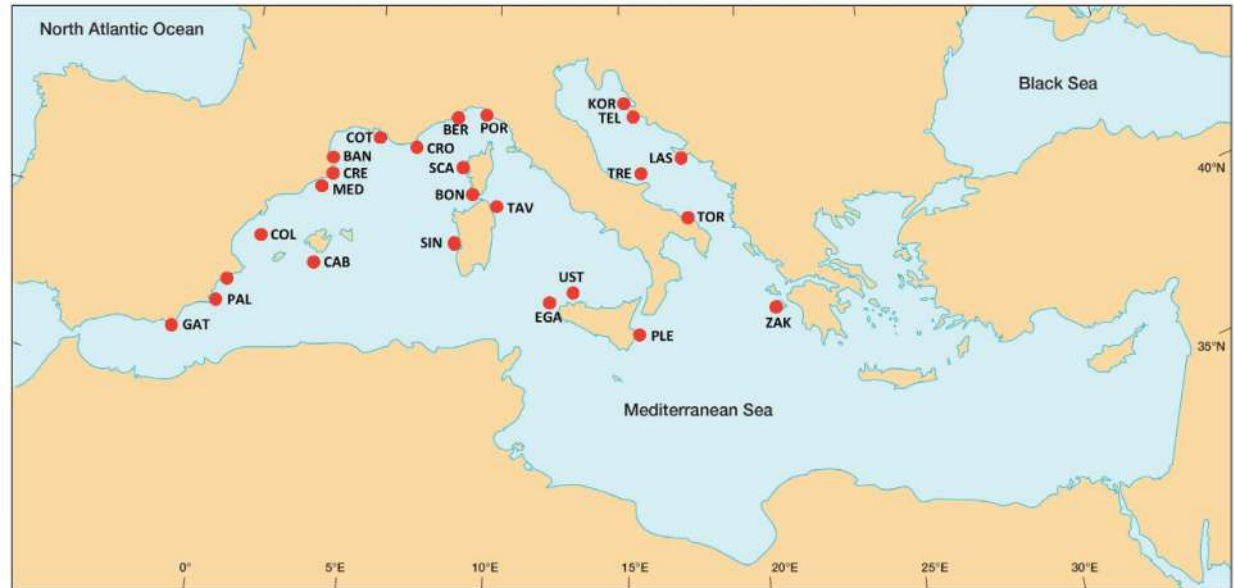 North Atlantic Ocean
Black Sea
KOR
TEL
BER
POR
COT
CRO
BAN
CRE
SCA
LAS
40°N
TRE
MED
BON
TAV
TOR
COL
SIN
CAB
UST
PAL
EGA
ZAK
GAT
PLE
35°N
Mediterranean Sea
0°
5°E
10°E
15°E
20°E
25°E
30°E